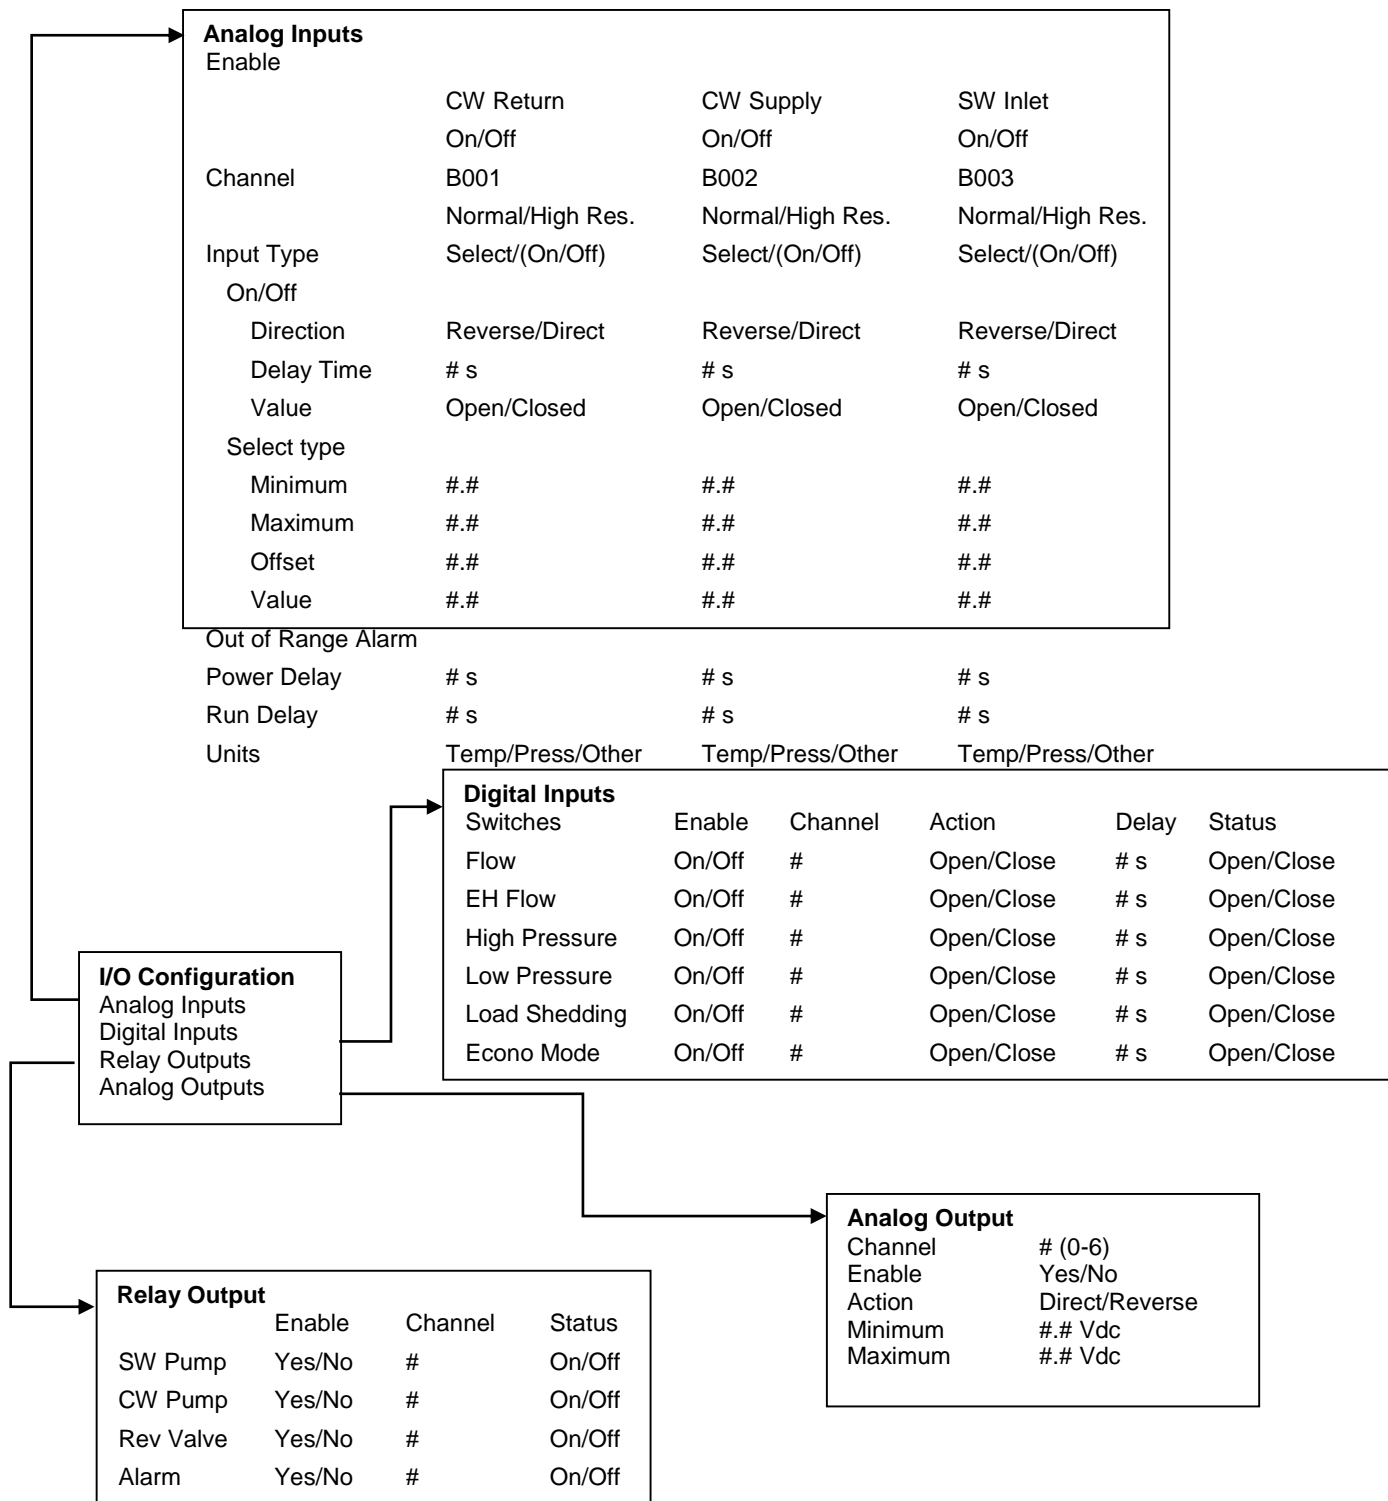 Analog Inputs
Enable
CW Return CW Supply SW Inlet
On/Off On/Off On/Off
Channel B001 B002 B003
Normal/High Res. Normal/High Res. Normal/High Res.
Input Type Select/(On/Off) Select/(On/Off) Select/(On/Off)
On/Off
Direction Reverse/Direct Reverse/Direct Reverse/Direct
Delay Time # s # s # s
Value Open/Closed Open/Closed Open/Closed
Select type
Minimum #.# #.# #.#
Maximum #.# #.# #.#
Offset #.# #.# #.#
Value #.# #.# #.#
Out of Range Alarm
Power Delay # s # s # s
Run Delay # s # s # s
Units Temp/Press/Other Temp/Press/Other Temp/Press/Other
Digital Inputs
Switches Enable Channel Action Delay Status
Flow On/Off # Open/Close # s Open/Close
EH Flow On/Off # Open/Close # s Open/Close
High Pressure On/Off # Open/Close # s Open/Close
Low Pressure On/Off # Open/Close # s Open/Close
Load Shedding On/Off # Open/Close # s Open/Close
Econo Mode On/Off # Open/Close # s Open/Close
I/O Configuration
Analog Inputs
Digital Inputs
Relay Outputs
Analog Outputs
Analog Output
Channel # (0-6)
Enable Yes/No
Action Direct/Reverse
Minimum #.# Vdc
Maximum #.# Vdc
Relay Output
Enable Channel Status
SW Pump Yes/No # On/Off
CW Pump Yes/No # On/Off
Rev Valve Yes/No # On/Off
Alarm Yes/No # On/Off